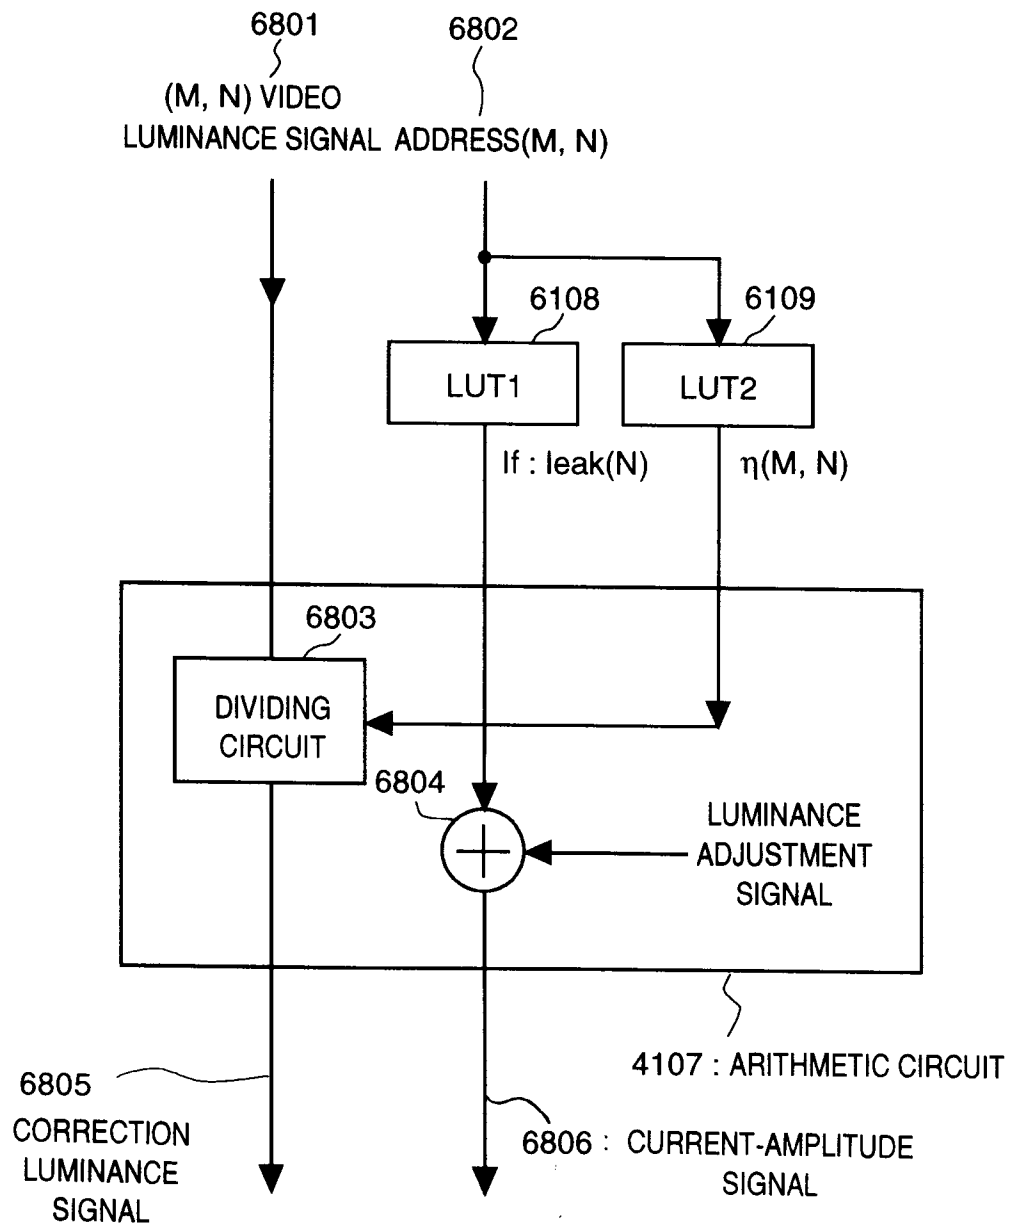 6801
6802
(M, N) VIDEO
LUMINANCE SIGNAL ADDRESS(M, N)
6108
6109
LUT1
LUT2
If : leak(N)
η(M, N)
6803
DIVIDING
CIRCUIT
6804
LUMINANCE
ADJUSTMENT
SIGNAL
4107 : ARITHMETIC CIRCUIT
6805
CORRECTION
LUMINANCE
SIGNAL
6806 : CURRENT-AMPLITUDE
SIGNAL